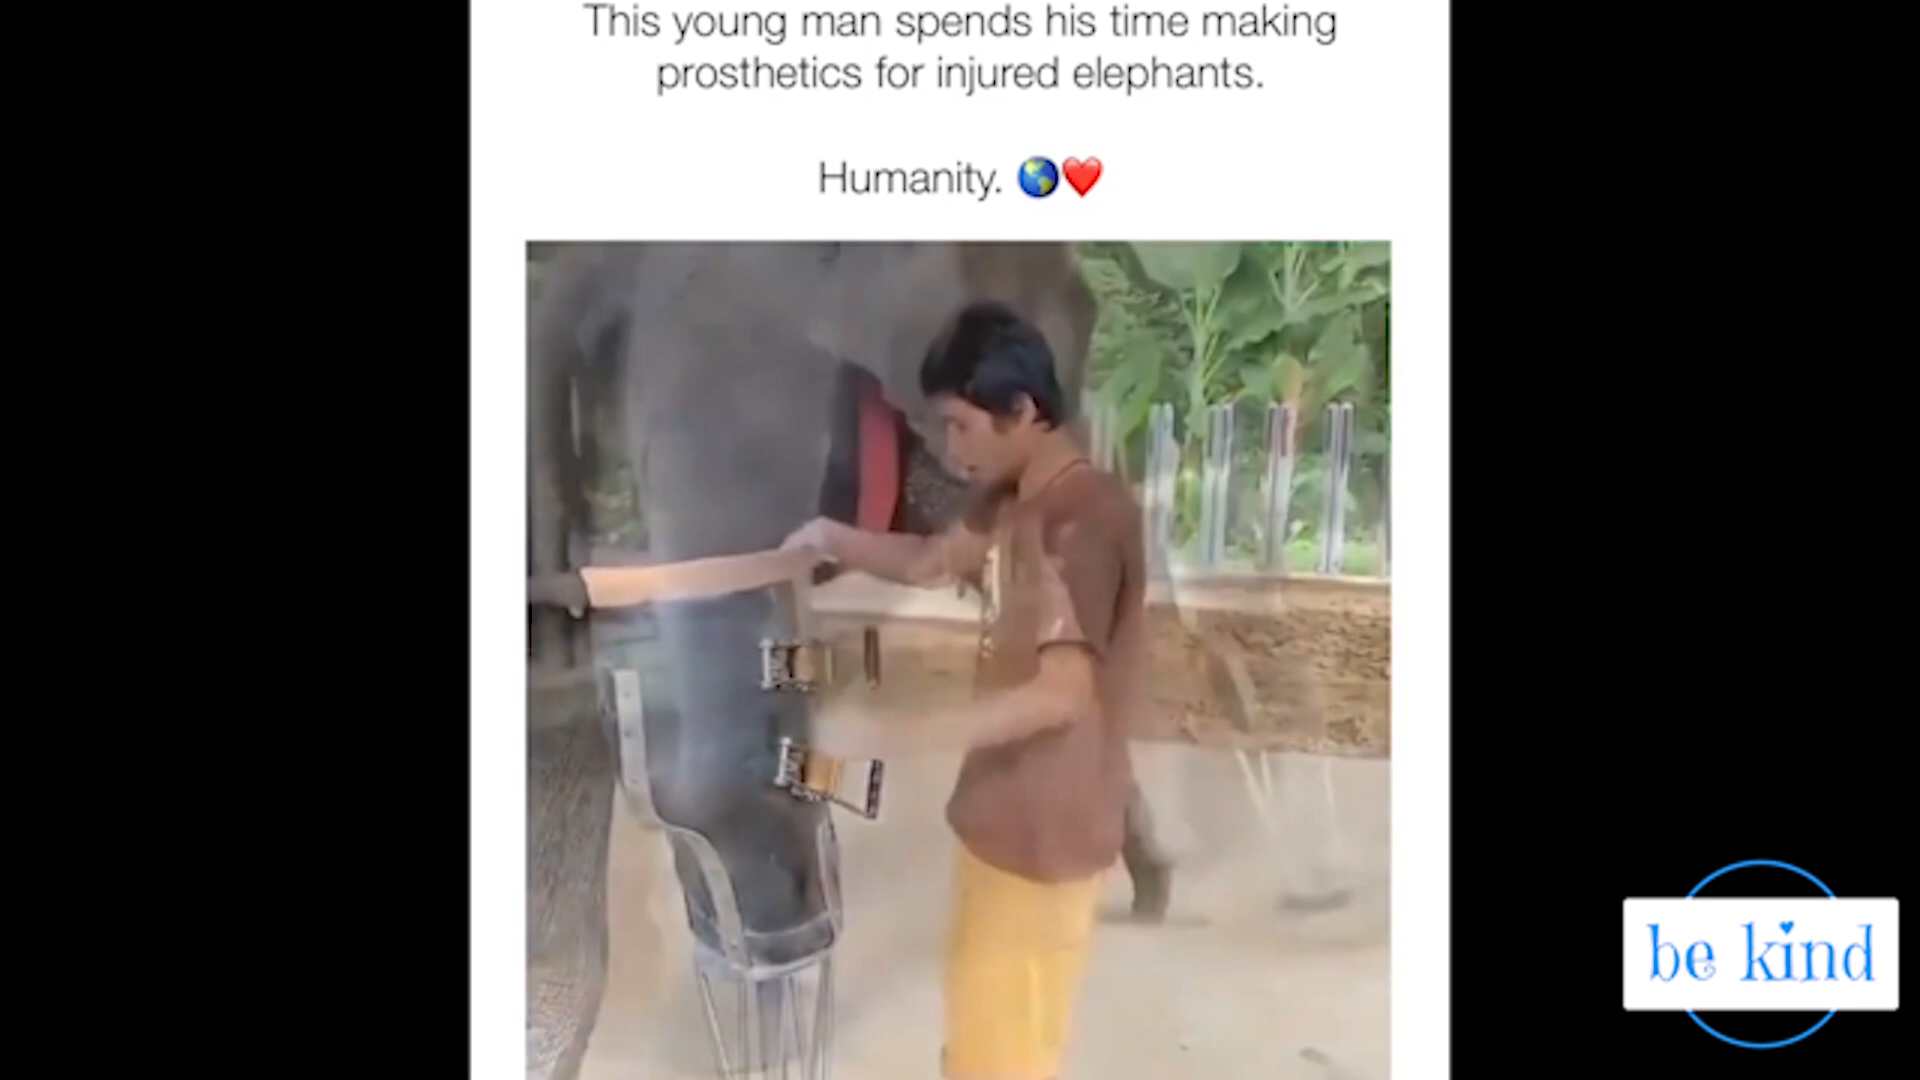 This young man spends his time making
prosthetics for injured elephants.
Humanity. 🌎❤️
be kind